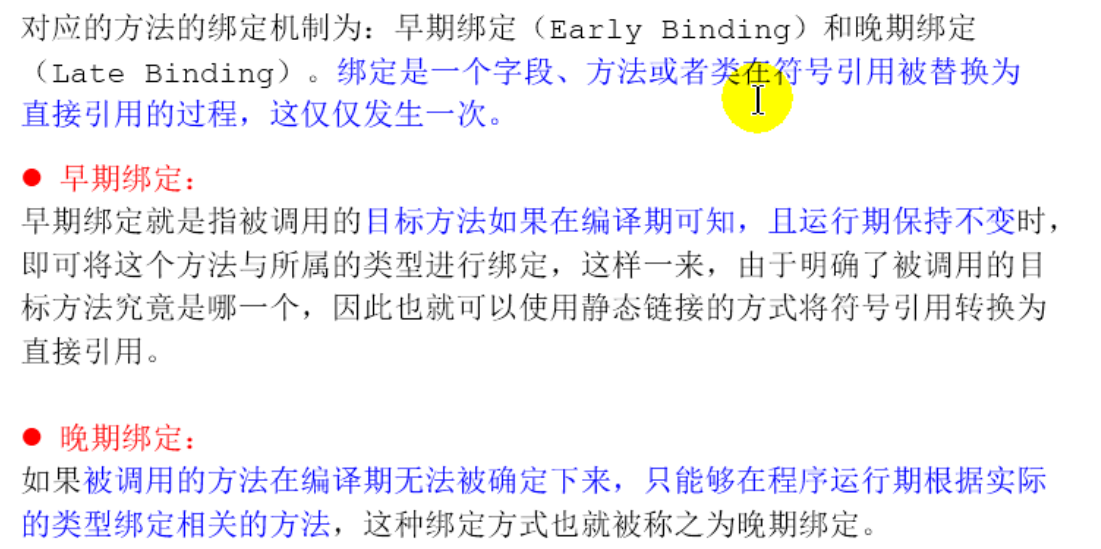 对应的方法的绑定机制为：早期绑定（Early Binding）和晚期绑定
（Late Binding）。绑定是一个字段、方法或者类在符号引用被替换为
直接引用的过程，这仅仅发生一次。
● 早期绑定：
早期绑定就是指被调用的目标方法如果在编译期可知，且运行期保持不变时，
即可将这个方法与所属的类型进行绑定，这样一来，由于明确了被调用的目
标方法究竟是哪一个，因此也就可以使用静态链接的方式将符号引用转换为
直接引用。
● 晚期绑定：
如果被调用的方法在编译期无法被确定下来，只能够在程序运行期根据实际
的类型绑定相关的方法，这种绑定方式也就被称之为晚期绑定。